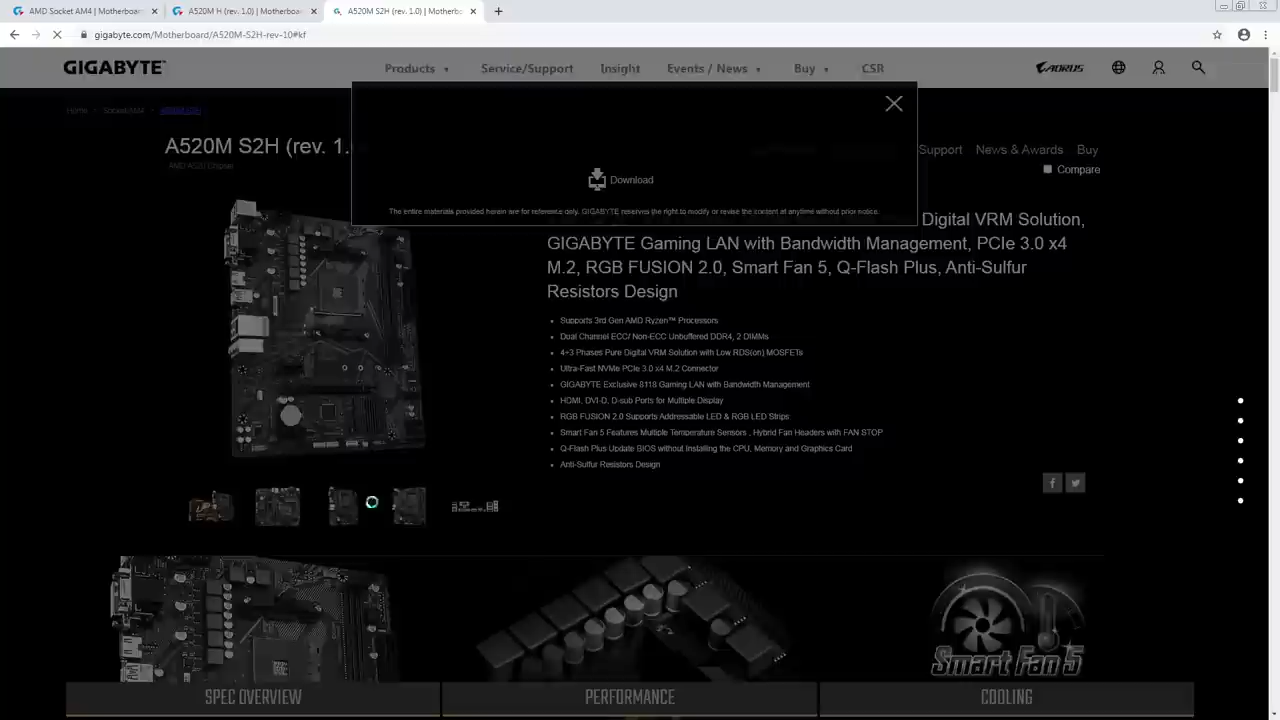 AMD Socket AM4 | Motherboard
A520M H (rev. 1.0) | Motherboard
A520M S2H (rev. 1.0) | Motherbo
gigabyte.com/Motherboard/A520M-S2H-rev-10#kf
GIGABYTE
Products
Service/Support
Insight
Events / News
Buy
CSR
AORUS
Home
SocketAM4
A520M S2H
A520M S2H (rev. 1.
AMD A520 Chipset
Support
News & Awards
Buy
Compare
Download
The entire materials provided herein are for reference only. GIGABYTE reserves the right to modify or revise the content at anytime without prior notice.
Digital VRM Solution,
GIGABYTE Gaming LAN with Bandwidth Management, PCIe 3.0 x4
M.2, RGB FUSION 2.0, Smart Fan 5, Q-Flash Plus, Anti-Sulfur
Resistors Design
Supports 3rd Gen AMD Ryzen™ Processors
Dual Channel ECC/ Non-ECC Unbuffered DDR4, 2 DIMMs
4+3 Phases Pure Digital VRM Solution with Low RDS(on) MOSFETs
Ultra-Fast NVMe PCIe 3.0 x4 M.2 Connector
GIGABYTE Exclusive 8118 Gaming LAN with Bandwidth Management
HDMI, DVI-D, D-sub Ports for Multiple Display
RGB FUSION 2.0 Supports Addressable LED & RGB LED Strips
Smart Fan 5 Features Multiple Temperature Sensors , Hybrid Fan Headers with FAN STOP
Q-Flash Plus Update BIOS without Installing the CPU, Memory and Graphics Card
Anti-Sulfur Resistors Design
Smart Fan 5
SPEC OVERVIEW
PERFORMANCE
COOLING